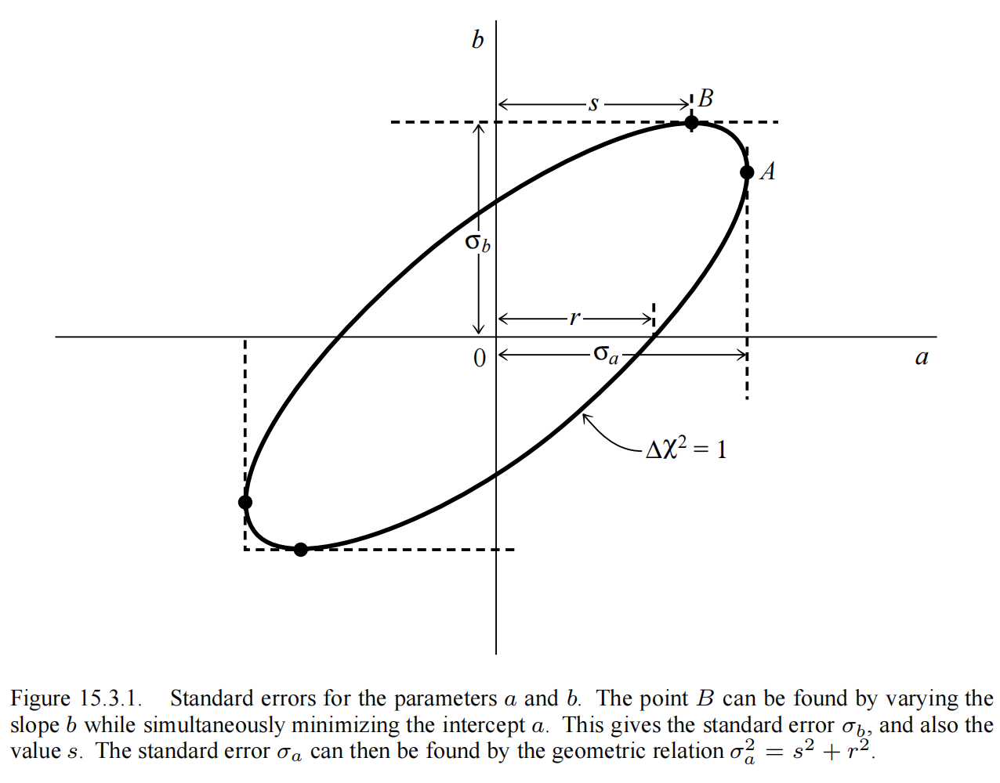 b
s
B
A
σb
r
0
σa
a
Δχ² = 1
Figure 15.3.1. Standard errors for the parameters a and b. The point B can be found by varying the
slope b while simultaneously minimizing the intercept a. This gives the standard error σb, and also the
value s. The standard error σa can then be found by the geometric relation σa² = s² + r².